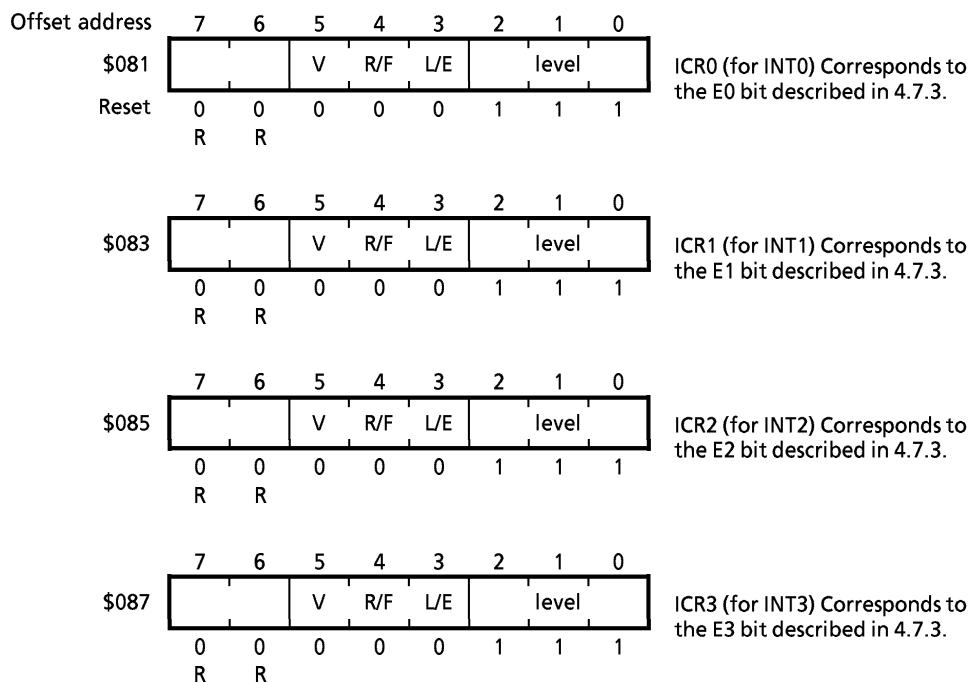 Offset address 7 6 5 4 3 2 1 0
$081 V R/F L/E level ICR0 (for INT0) Corresponds to
the E0 bit described in 4.7.3.
Reset 0 0 0 0 0 1 1 1
R R
7 6 5 4 3 2 1 0
$083 V R/F L/E level ICR1 (for INT1) Corresponds to
the E1 bit described in 4.7.3.
0 0 0 0 0 1 1 1
R R
7 6 5 4 3 2 1 0
$085 V R/F L/E level ICR2 (for INT2) Corresponds to
the E2 bit described in 4.7.3.
0 0 0 0 0 1 1 1
R R
7 6 5 4 3 2 1 0
$087 V R/F L/E level ICR3 (for INT3) Corresponds to
the E3 bit described in 4.7.3.
0 0 0 0 0 1 1 1
R R